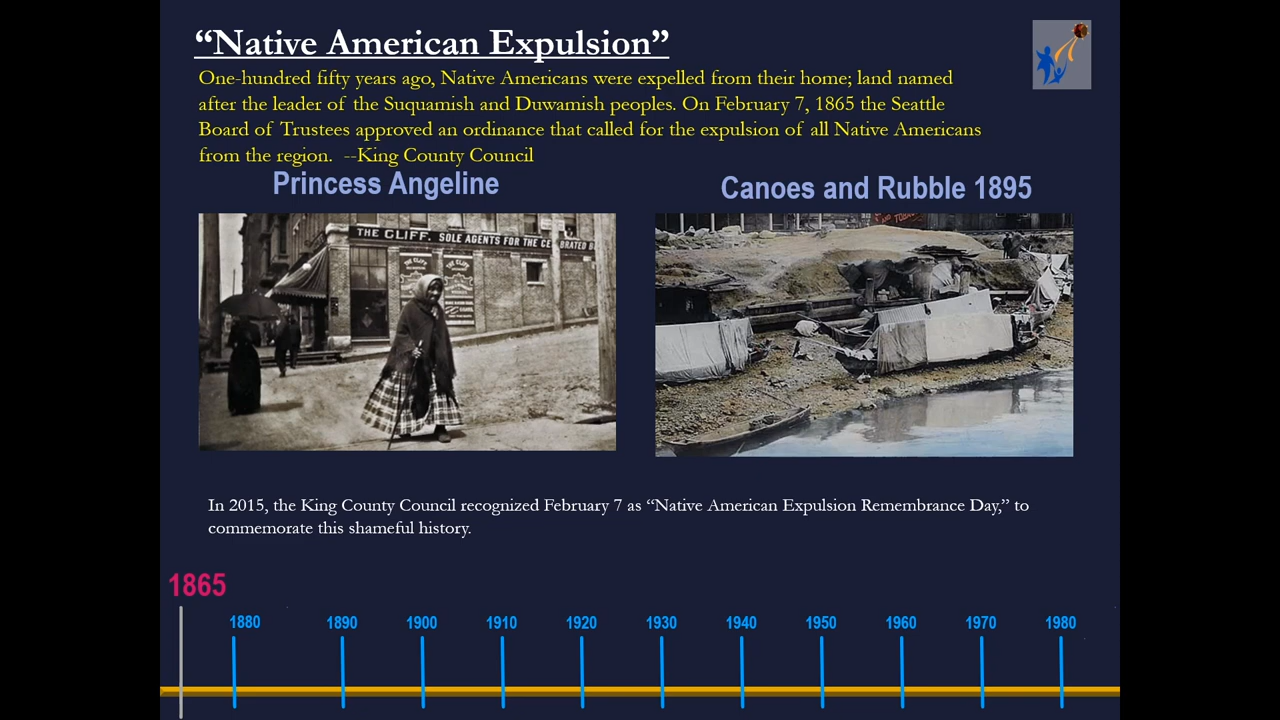 “Native American Expulsion”
One-hundred fifty years ago, Native Americans were expelled from their home; land named
after the leader of the Suquamish and Duwamish peoples. On February 7, 1865 the Seattle
Board of Trustees approved an ordinance that called for the expulsion of all Native Americans
from the region.  --King County Council
Princess Angeline
Canoes and Rubble 1895
THE CLIFF. SOLE AGENTS FOR THE CE BRATED B
THE CLIFF
THE CLIFF
In 2015, the King County Council recognized February 7 as “Native American Expulsion Remembrance Day,” to
commemorate this shameful history.
1865
1880 1890 1900 1910 1920 1930 1940 1950 1960 1970 1980